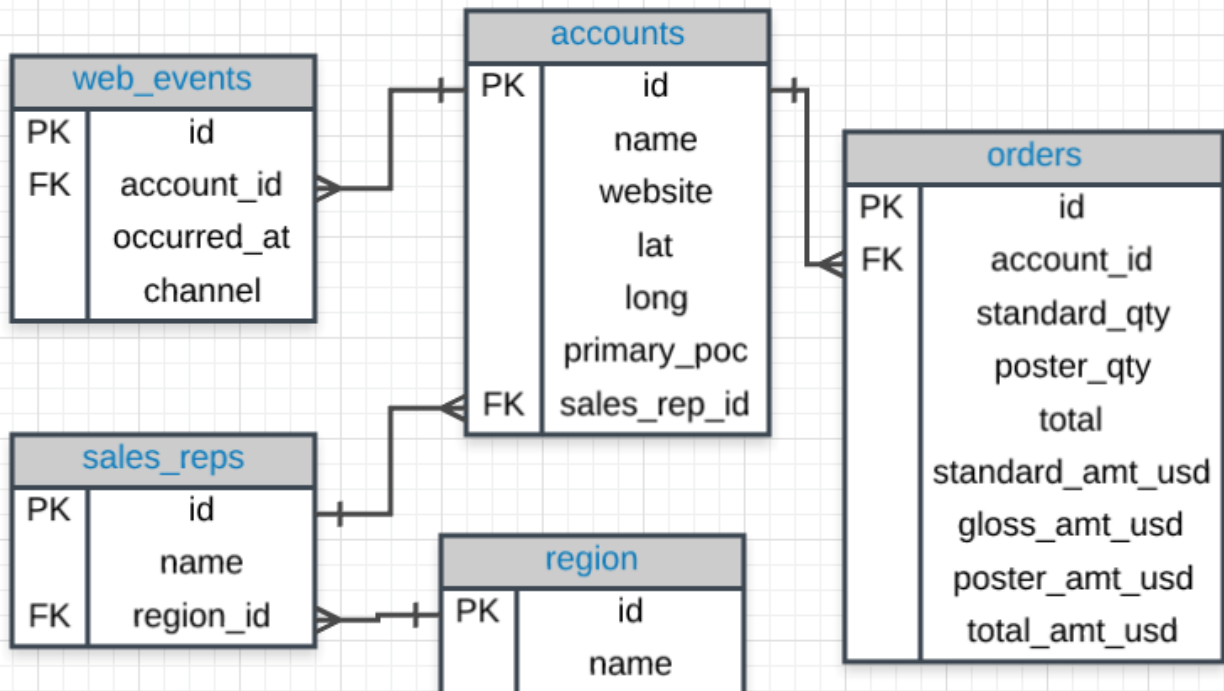 web_events
PK id
FK account_id
occurred_at
channel
accounts
PK id
name
website
lat
long
primary_poc
FK sales_rep_id
orders
PK id
FK account_id
standard_qty
poster_qty
total
standard_amt_usd
gloss_amt_usd
poster_amt_usd
total_amt_usd
sales_reps
PK id
name
FK region_id
region
PK id
name